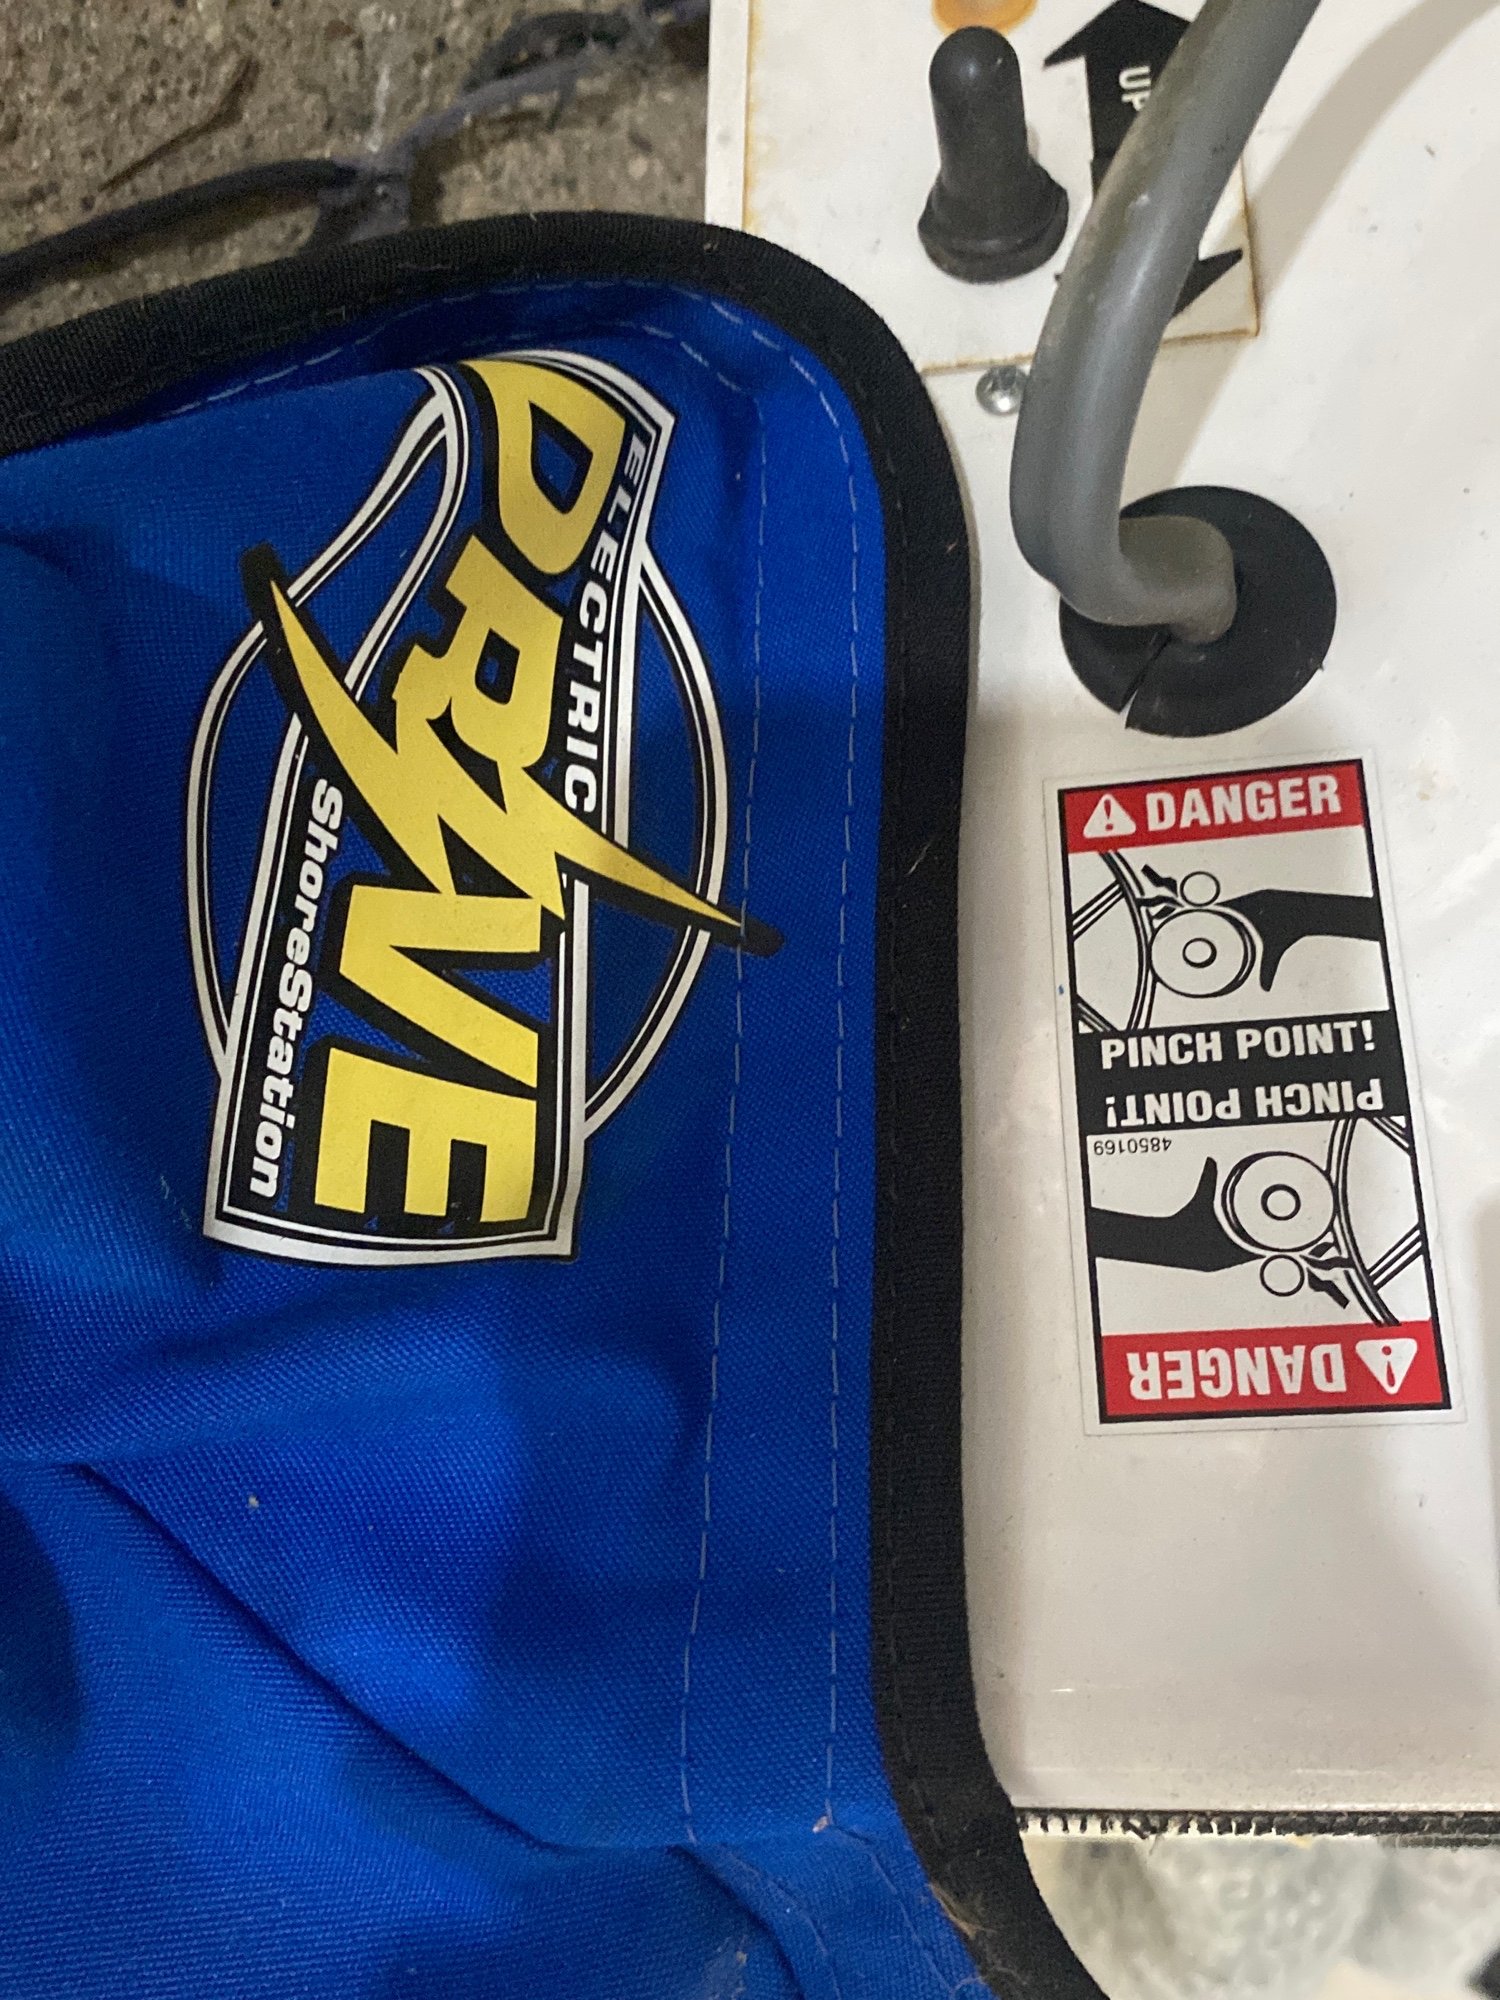 UP
ELECTRIC
DRIVE
ShoreStation
DANGER
PINCH POINT!
PINCH POINT!
4850169
DANGER